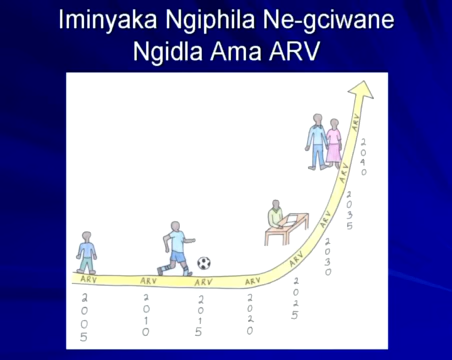 Iminyaka Ngiphila Ne-gciwane
Ngidla Ama ARV
ARV
ARV
ARV
ARV
ARV
ARV
ARV
ARV
2005
2010
2015
2020
2025
2030
2035
2040